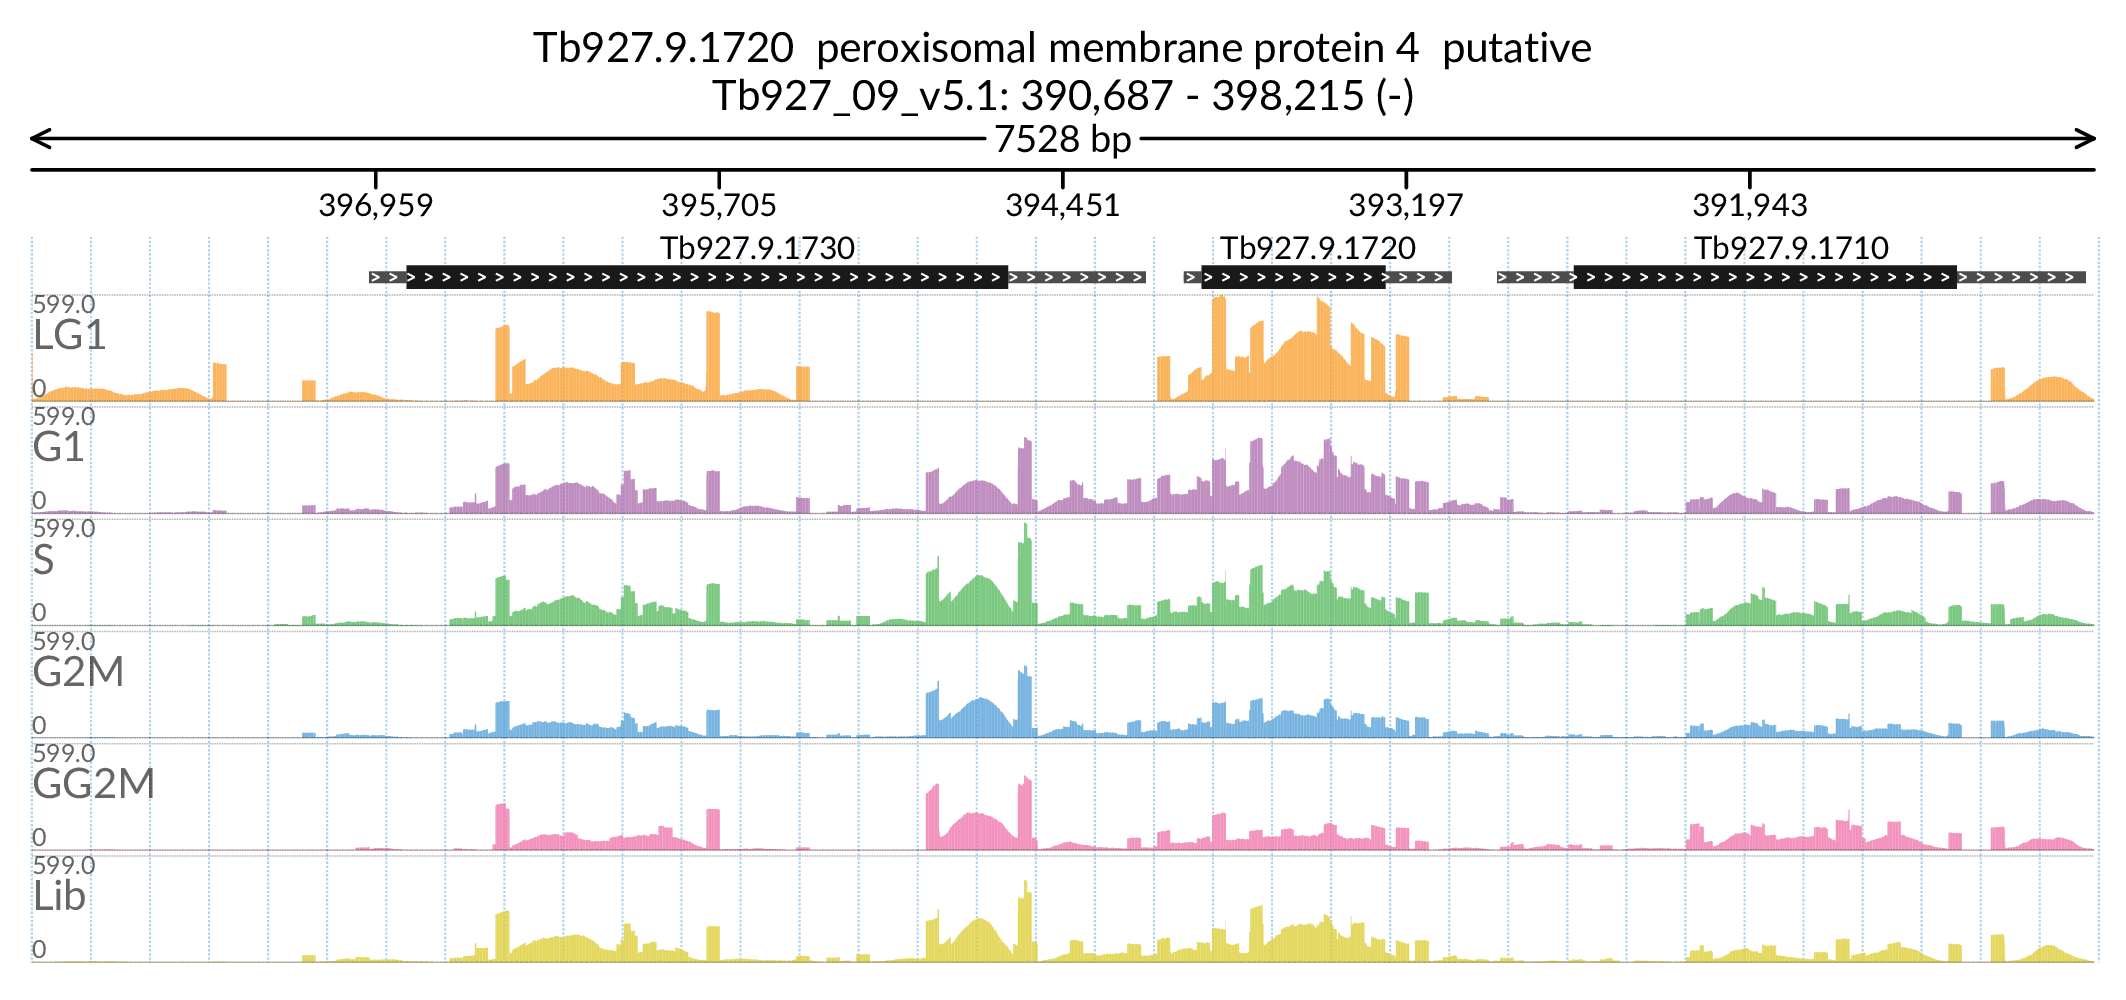 Tb927.9.1720  peroxisomal membrane protein 4  putative
Tb927_09_v5.1: 390,687 - 398,215 (-)
7528 bp
396,959 395,705 394,451 393,197 391,943
Tb927.9.1730 Tb927.9.1720 Tb927.9.1710
599.0
LG1
0
599.0
G1
0
599.0
S
0
599.0
G2M
0
599.0
GG2M
0
599.0
Lib
0